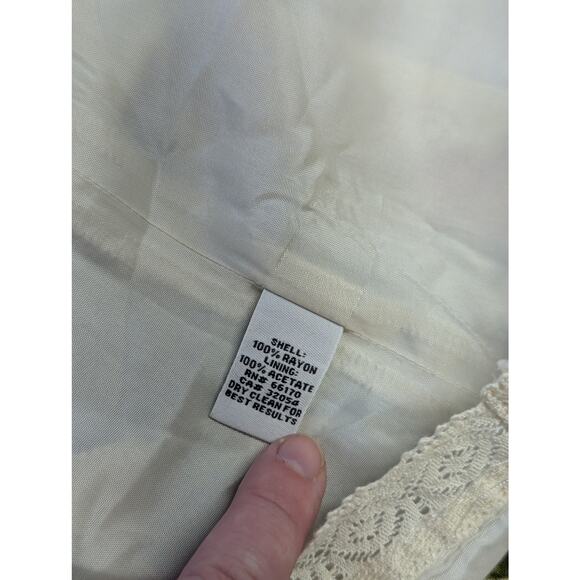 SHELL:
100% RAYON
LINING:
100% ACETATE
RN# 66170
CA# 32054
DRY CLEAN FOR
BEST RESULTS